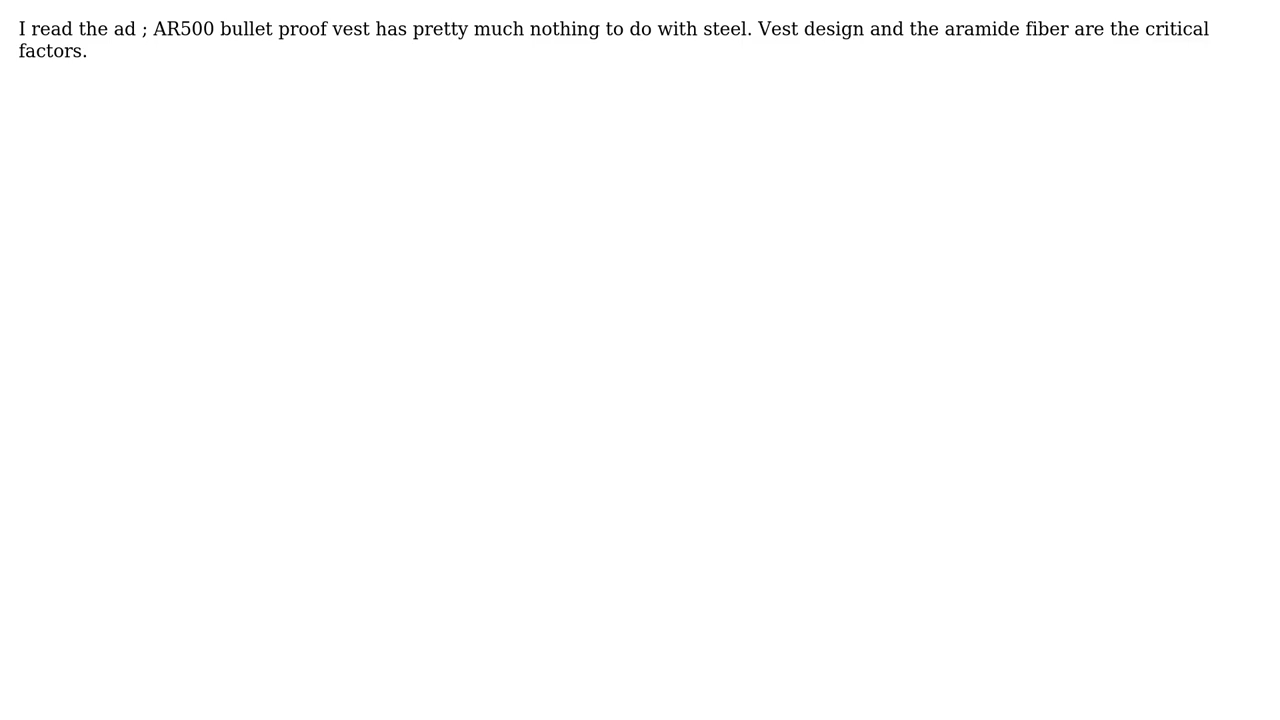 I read the ad ; AR500 bullet proof vest has pretty much nothing to do with steel. Vest design and the aramide fiber are the critical
factors.